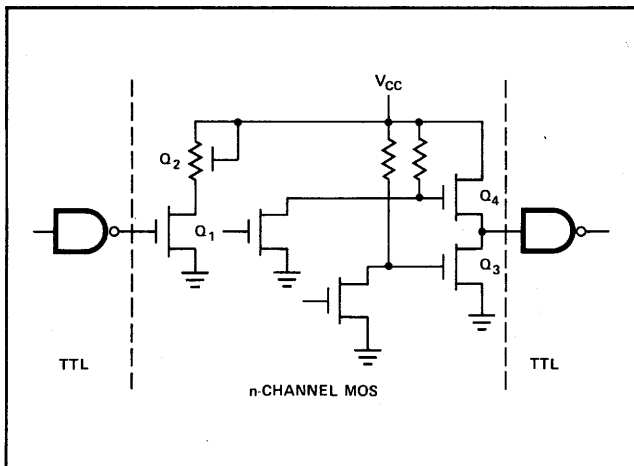 VCC
Q2
Q4
Q1
Q3
TTL
TTL
n-CHANNEL MOS